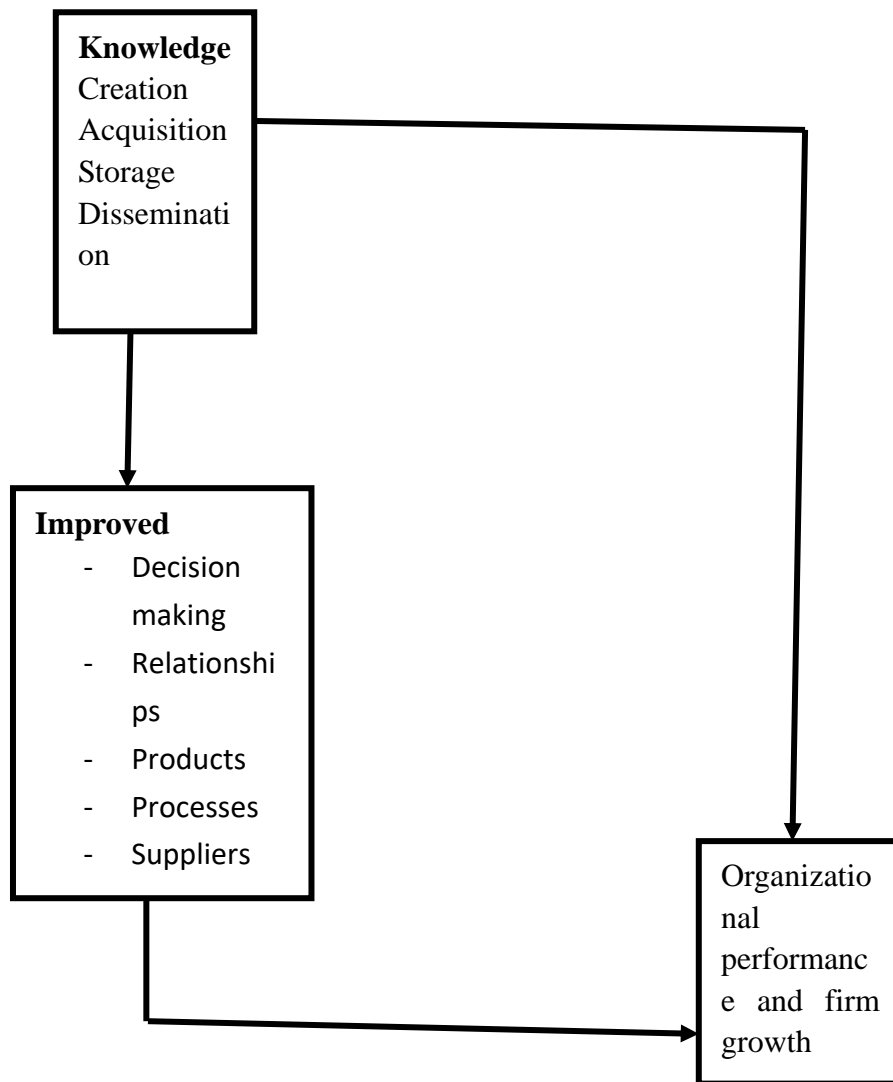 Knowledge
Creation
Acquisition
Storage
Disseminati
on
Improved
- Decision
making
- Relationshi
ps
- Products
- Processes
- Suppliers
Organizatio
nal
performanc
e and firm
growth